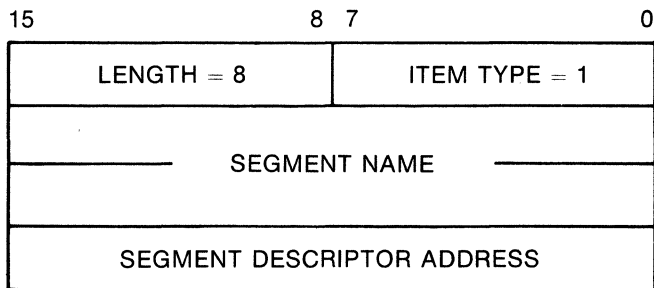 15 8 7 0
LENGTH = 8 ITEM TYPE = 1
SEGMENT NAME
SEGMENT DESCRIPTOR ADDRESS